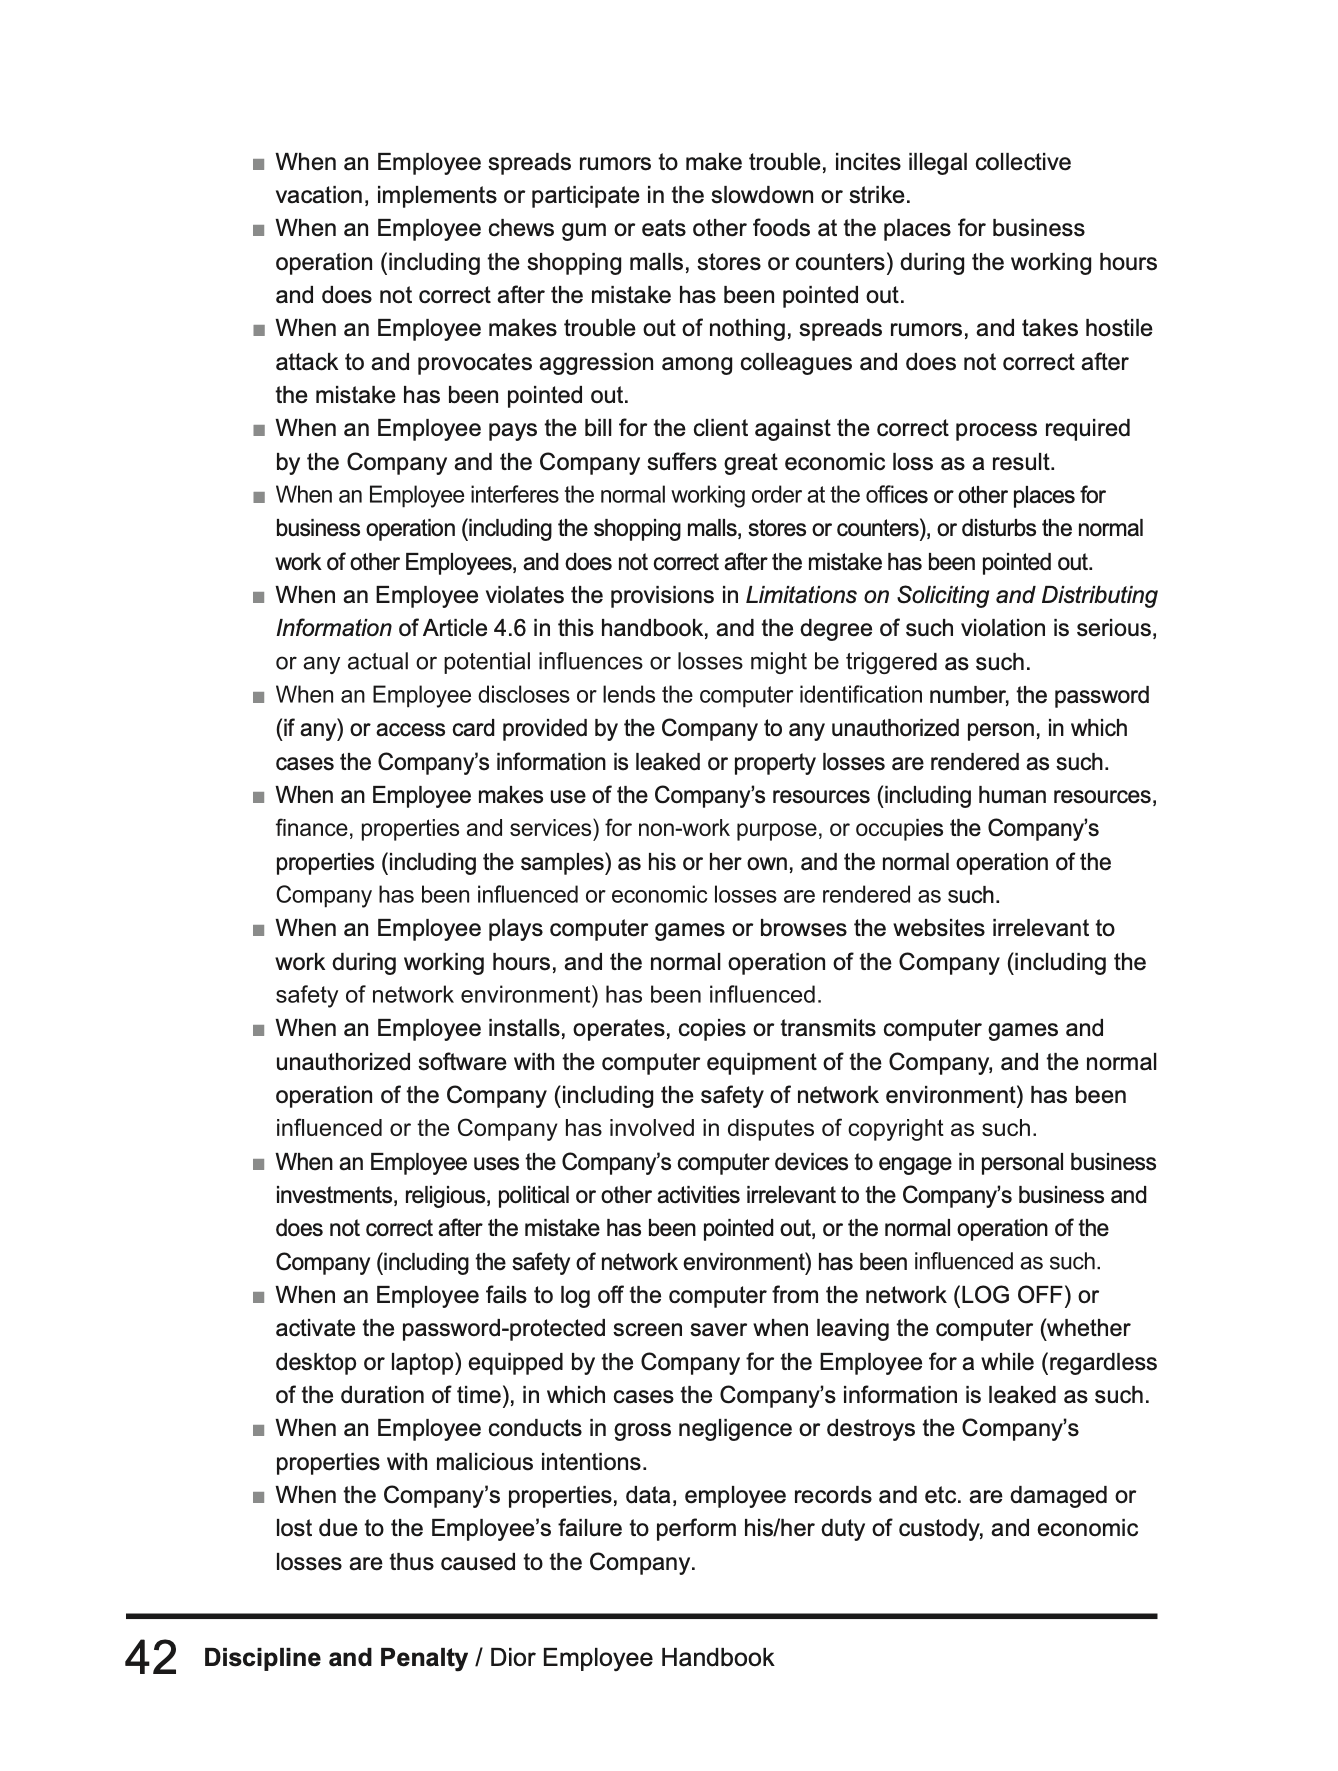 ■ When an Employee spreads rumors to make trouble, incites illegal collective
vacation, implements or participate in the slowdown or strike.
■ When an Employee chews gum or eats other foods at the places for business
operation (including the shopping malls, stores or counters) during the working hours
and does not correct after the mistake has been pointed out.
■ When an Employee makes trouble out of nothing, spreads rumors, and takes hostile
attack to and provocates aggression among colleagues and does not correct after
the mistake has been pointed out.
■ When an Employee pays the bill for the client against the correct process required
by the Company and the Company suffers great economic loss as a result.
■ When an Employee interferes the normal working order at the offices or other places for
business operation (including the shopping malls, stores or counters), or disturbs the normal
work of other Employees, and does not correct after the mistake has been pointed out.
■ When an Employee violates the provisions in Limitations on Soliciting and Distributing
Information of Article 4.6 in this handbook, and the degree of such violation is serious,
or any actual or potential influences or losses might be triggered as such.
■ When an Employee discloses or lends the computer identification number, the password
(if any) or access card provided by the Company to any unauthorized person, in which
cases the Company’s information is leaked or property losses are rendered as such.
■ When an Employee makes use of the Company’s resources (including human resources,
finance, properties and services) for non-work purpose, or occupies the Company’s
properties (including the samples) as his or her own, and the normal operation of the
Company has been influenced or economic losses are rendered as such.
■ When an Employee plays computer games or browses the websites irrelevant to
work during working hours, and the normal operation of the Company (including the
safety of network environment) has been influenced.
■ When an Employee installs, operates, copies or transmits computer games and
unauthorized software with the computer equipment of the Company, and the normal
operation of the Company (including the safety of network environment) has been
influenced or the Company has involved in disputes of copyright as such.
■ When an Employee uses the Company’s computer devices to engage in personal business
investments, religious, political or other activities irrelevant to the Company’s business and
does not correct after the mistake has been pointed out, or the normal operation of the
Company (including the safety of network environment) has been influenced as such.
■ When an Employee fails to log off the computer from the network (LOG OFF) or
activate the password-protected screen saver when leaving the computer (whether
desktop or laptop) equipped by the Company for the Employee for a while (regardless
of the duration of time), in which cases the Company’s information is leaked as such.
■ When an Employee conducts in gross negligence or destroys the Company’s
properties with malicious intentions.
■ When the Company’s properties, data, employee records and etc. are damaged or
lost due to the Employee’s failure to perform his/her duty of custody, and economic
losses are thus caused to the Company.
42 Discipline and Penalty / Dior Employee Handbook